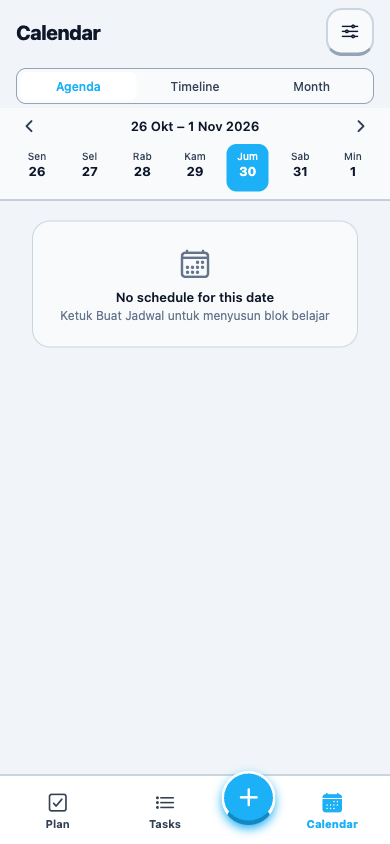 Calendar
Agenda Timeline Month
26 Okt – 1 Nov 2026
Sen Sel Rab Kam Jum Sab Min
26 27 28 29 30 31 1
No schedule for this date
Ketuk Buat Jadwal untuk menyusun blok belajar
Plan Tasks Calendar